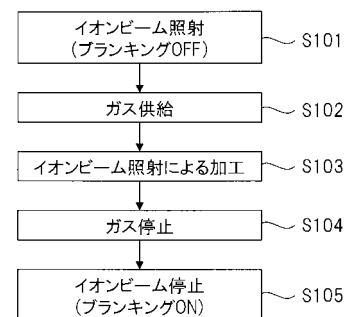 イオンビーム照射
(ブランキングOFF)
S101
ガス供給
S102
イオンビーム照射による加工
S103
ガス停止
S104
イオンビーム停止
(ブランキングON)
S105